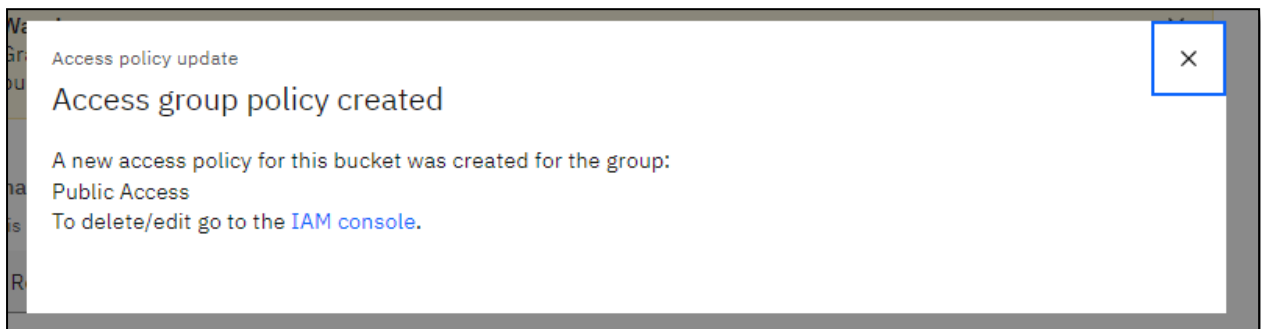 Access policy update
Access group policy created
A new access policy for this bucket was created for the group:
Public Access
To delete/edit go to the IAM console.